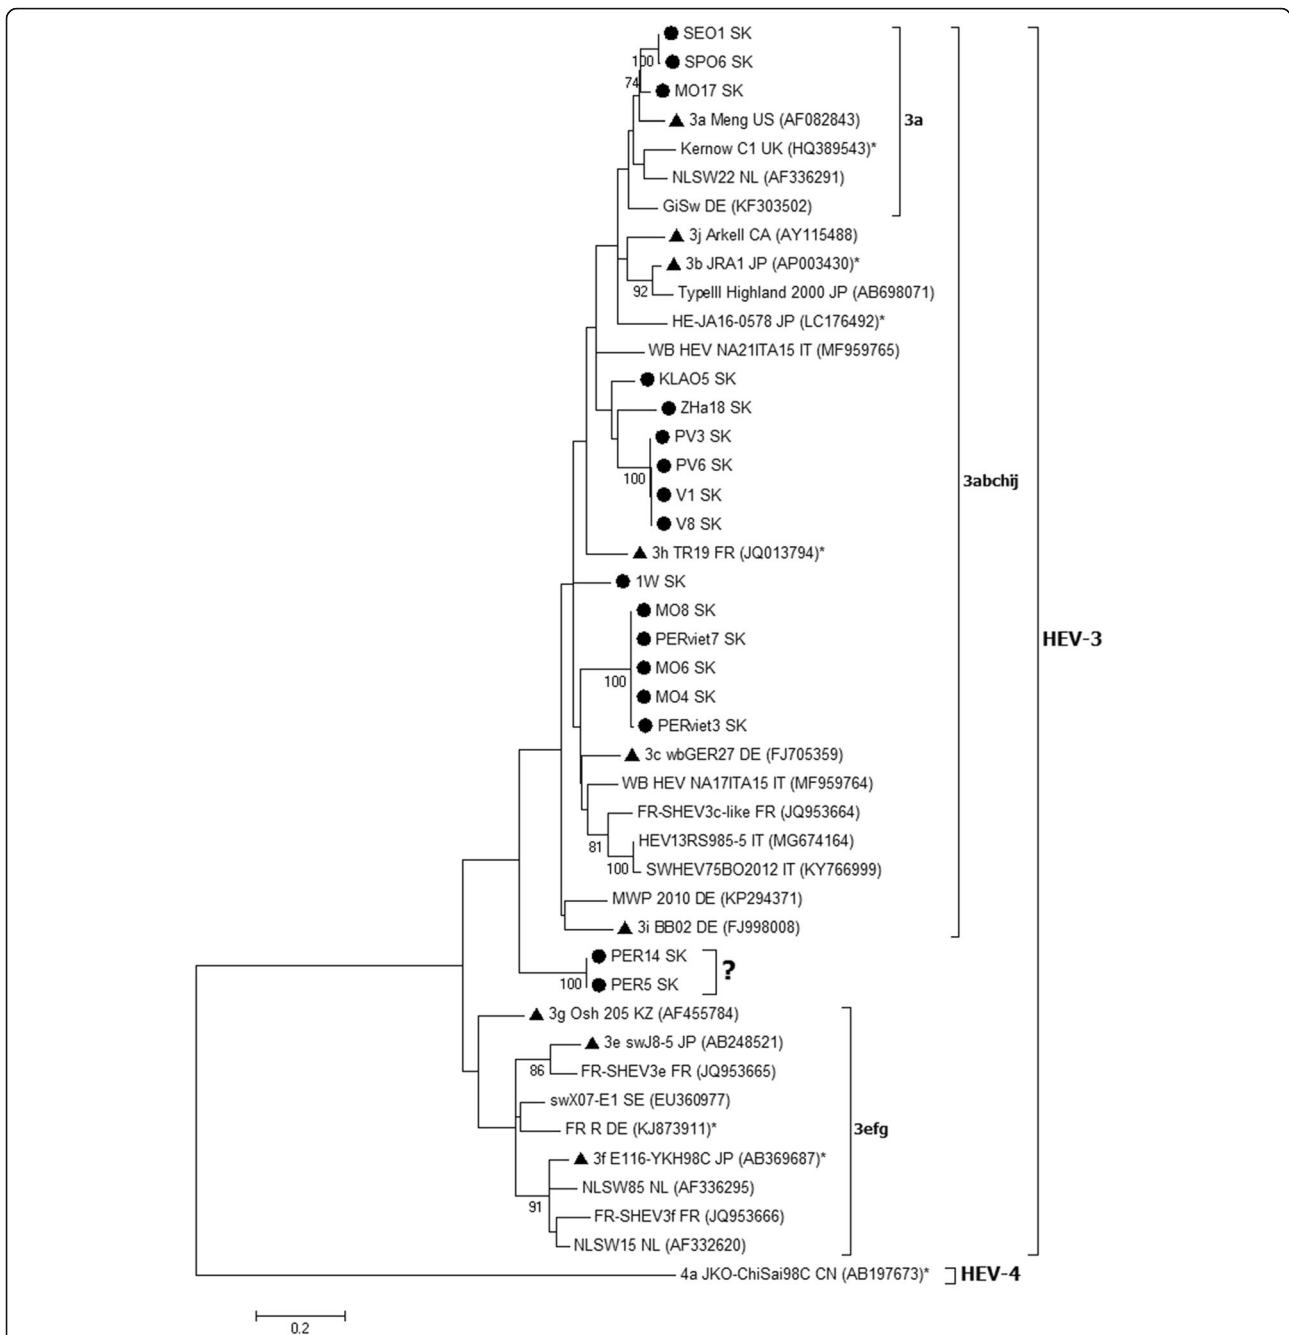 SEO1 SK
100
SPO6 SK
74
MO17 SK
3a Meng US (AF082843)
3a
Kernow C1 UK (HQ389543)*
NLSW22 NL (AF336291)
GiSw DE (KF303502)
3j Arkell CA (AY115488)
3b JRA1 JP (AP003430)*
92
TypeIII Highland 2000 JP (AB698071)
HE-JA16-0578 JP (LC176492)*
WB HEV NA21ITA15 IT (MF959765)
KLAO5 SK
ZHa18 SK
PV3 SK
PV6 SK
100
3abchij
V1 SK
V8 SK
3h TR19 FR (JQ013794)*
1W SK
MO8 SK
PERviet7 SK
HEV-3
MO6 SK
100
MO4 SK
PERviet3 SK
3c wbGER27 DE (FJ705359)
WB HEV NA17ITA15 IT (MF959764)
FR-SHEV3c-like FR (JQ953664)
HEV13RS985-5 IT (MG674164)
81
100
SWHEV75BO2012 IT (KY766999)
MWP 2010 DE (KP294371)
3i BB02 DE (FJ998008)
PER14 SK
?
100
PER5 SK
3g Osh 205 KZ (AF455784)
3e swJ8-5 JP (AB248521)
86
FR-SHEV3e FR (JQ953665)
swX07-E1 SE (EU360977)
FR R DE (KJ873911)*
3efg
3f E116-YKH98C JP (AB369687)*
NLSW85 NL (AF336295)
91
FR-SHEV3f FR (JQ953666)
NLSW15 NL (AF332620)
4a JKO-ChiSai98C CN (AB197673)*
HEV-4
0.2